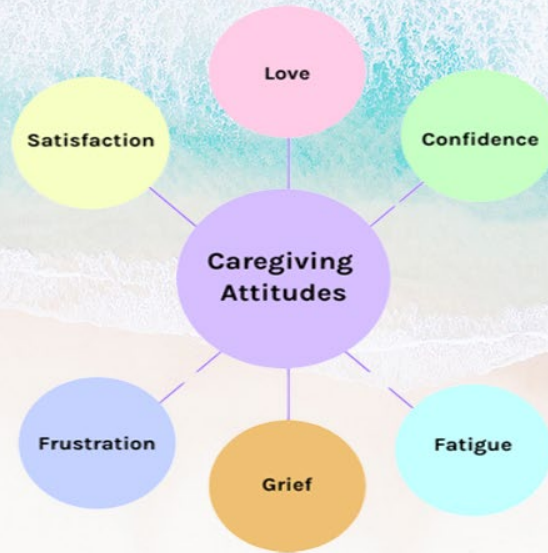 Love
Satisfaction
Confidence
Caregiving
Attitudes
Frustration
Fatigue
Grief